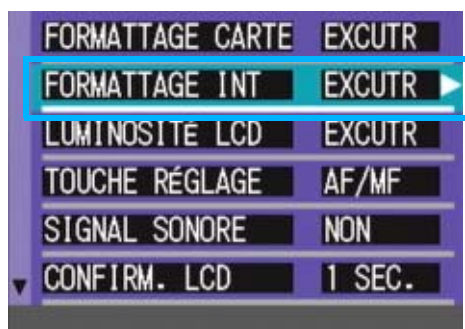 FORMATTAGE CARTE EXCUTR
FORMATTAGE INT EXCUTR
LUMINOSITÉ LCD EXCUTR
TOUCHE RÉGLAGE AF/MF
SIGNAL SONORE NON
CONFIRM. LCD 1 SEC.